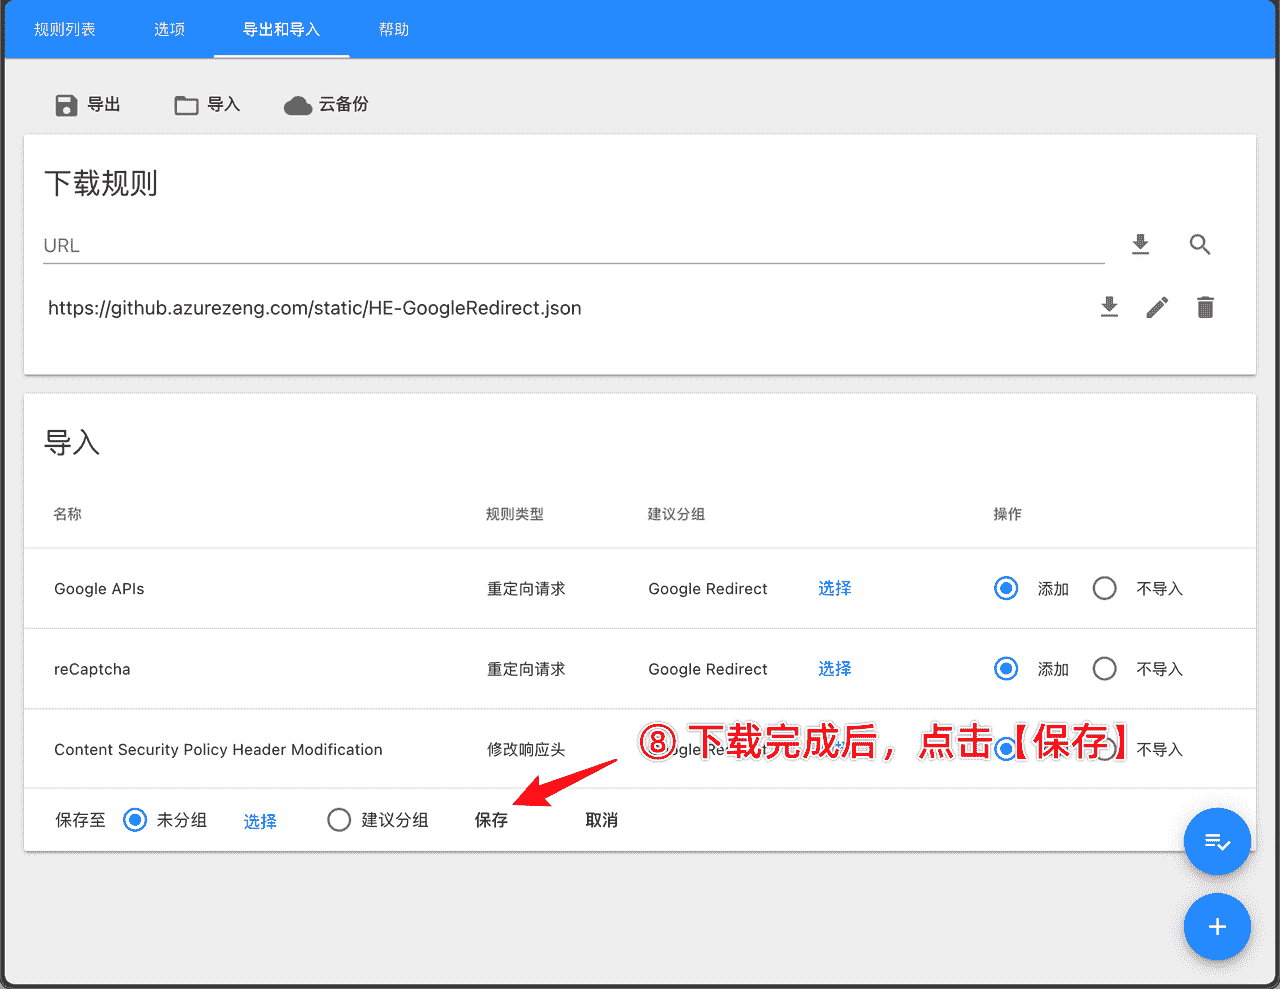 规则列表 选项 导出和导入 帮助
导出 导入 云备份
下载规则
URL
https://github.azurezeng.com/static/HE-GoogleRedirect.json
导入
名称 规则类型 建议分组 操作
Google APIs 重定向请求 Google Redirect 选择 添加 不导入
reCaptcha 重定向请求 Google Redirect 选择 添加 不导入
⑧ 下载完成后，点击【保存】
Content Security Policy Header Modification 修改响应头 不导入
保存至 未分组 选择 建议分组 保存 取消